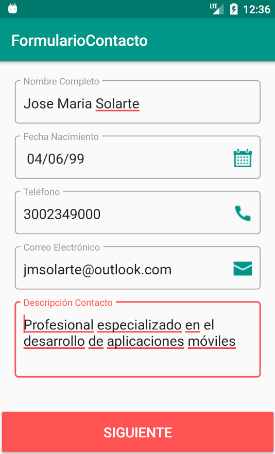 LTE 12:36
FormularioContacto
Nombre Completo
Jose Maria Solarte
Fecha Nacimiento
04/06/99
Teléfono
3002349000
Correo Electrónico
jmsolarte@outlook.com
Descripción Contacto
Profesional especializado en el
desarrollo de aplicaciones móviles
SIGUIENTE